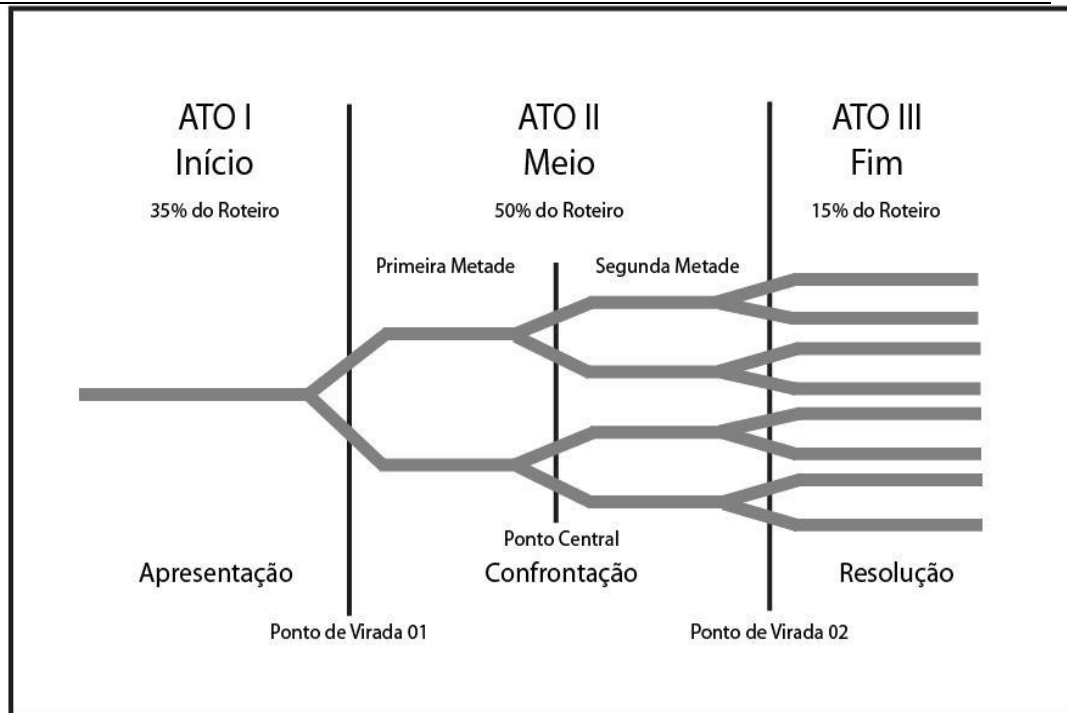 ATO I
Início
35% do Roteiro
ATO II
Meio
50% do Roteiro
ATO III
Fim
15% do Roteiro
Primeira Metade
Segunda Metade
Ponto Central
Apresentação
Confrontação
Resolução
Ponto de Virada 01
Ponto de Virada 02